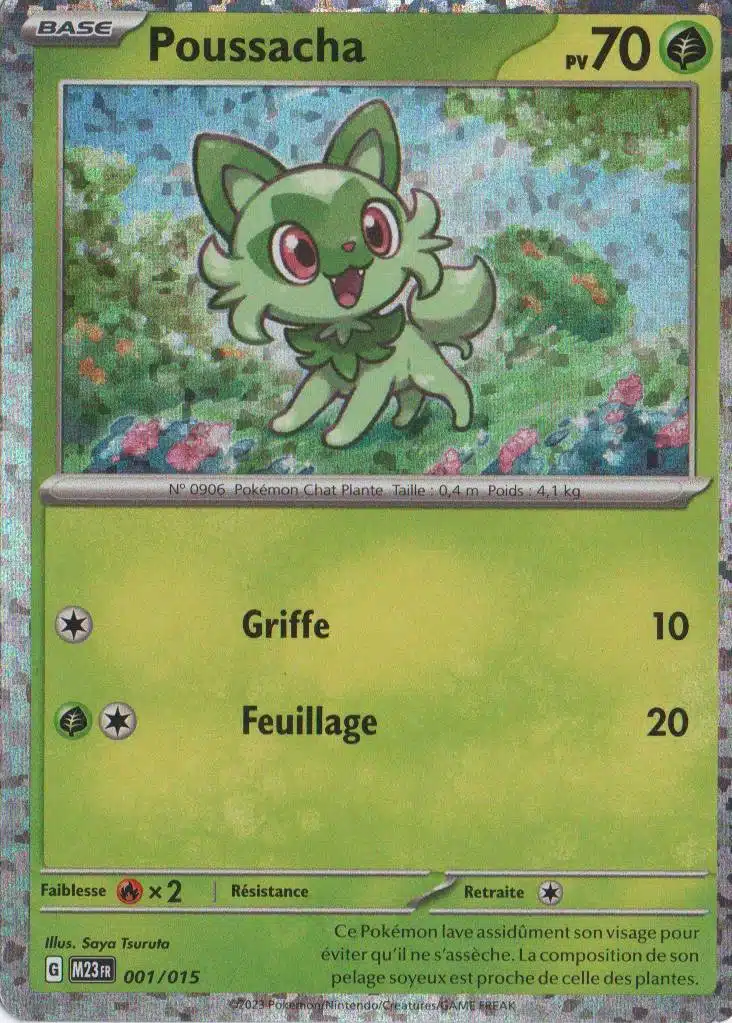 BASE
Poussacha
PV 70
N° 0906 Pokémon Chat Plante Taille : 0,4 m Poids : 4,1 kg
Griffe 10
Feuillage 20
Faiblesse ×2 Résistance Retraite
Illus. Saya Tsuruta
G M23 FR 001/015
Ce Pokémon lave assidûment son visage pour
éviter qu'il ne s'assèche. La composition de son
pelage soyeux est proche de celle des plantes.
©2023 Pokémon/Nintendo/Creatures/GAME FREAK